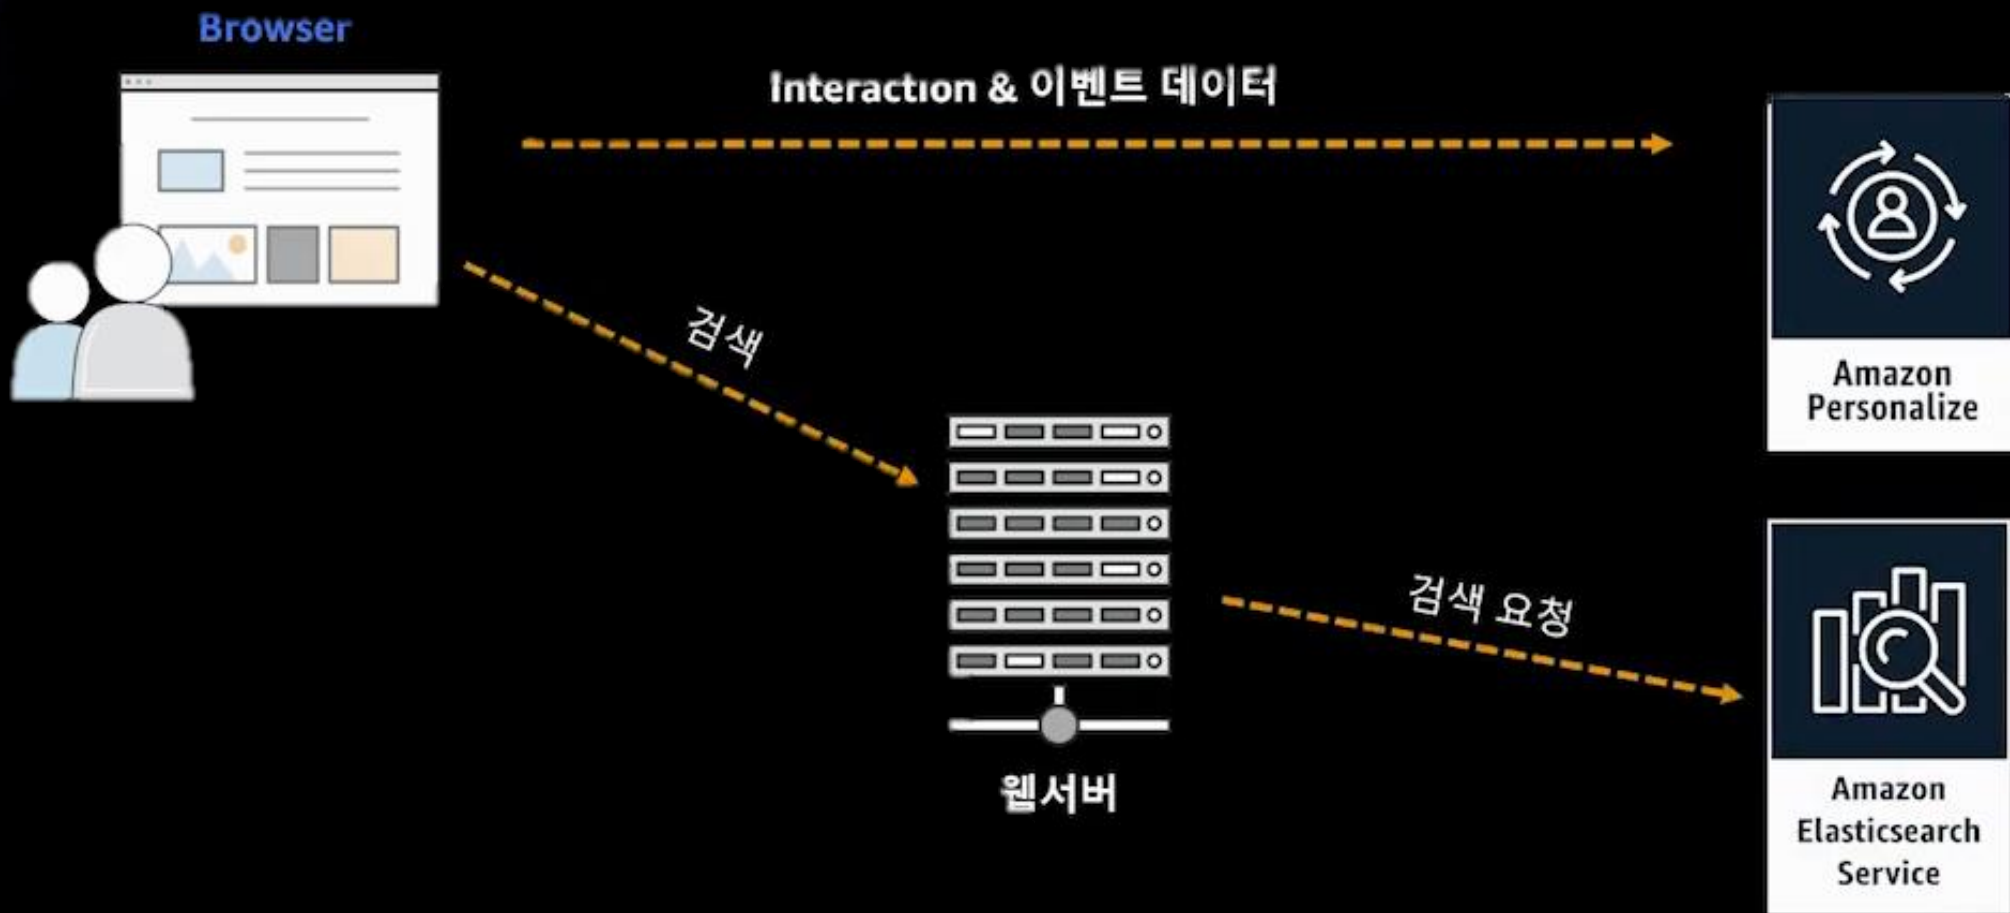 Browser
Interaction & 이벤트 데이터
검색
Amazon
Personalize
검색 요청
웹서버
Amazon
Elasticsearch
Service